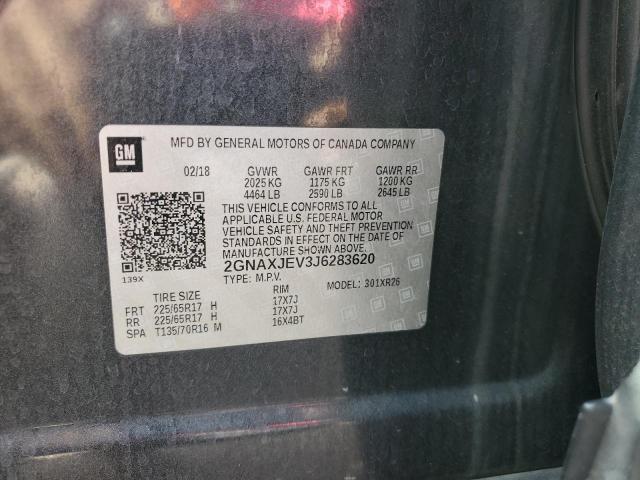 GM
MFD BY GENERAL MOTORS OF CANADA COMPANY
02/18 GVWR GAWR FRT GAWR RR
2025 KG 1175 KG 1200 KG
4464 LB 2590 LB 2645 LB
THIS VEHICLE CONFORMS TO ALL
APPLICABLE U.S. FEDERAL MOTOR
VEHICLE SAFETY AND THEFT PREVENTION
STANDARDS IN EFFECT ON THE DATE OF
MANUFACTURE SHOWN ABOVE.
2GNAXJEV3J6283620
139X TYPE: M.P.V. MODEL: 301XR26
TIRE SIZE RIM
FRT 225/65R17 H 17X7J
RR 225/65R17 H 17X7J
SPA T135/70R16 M 16X4BT